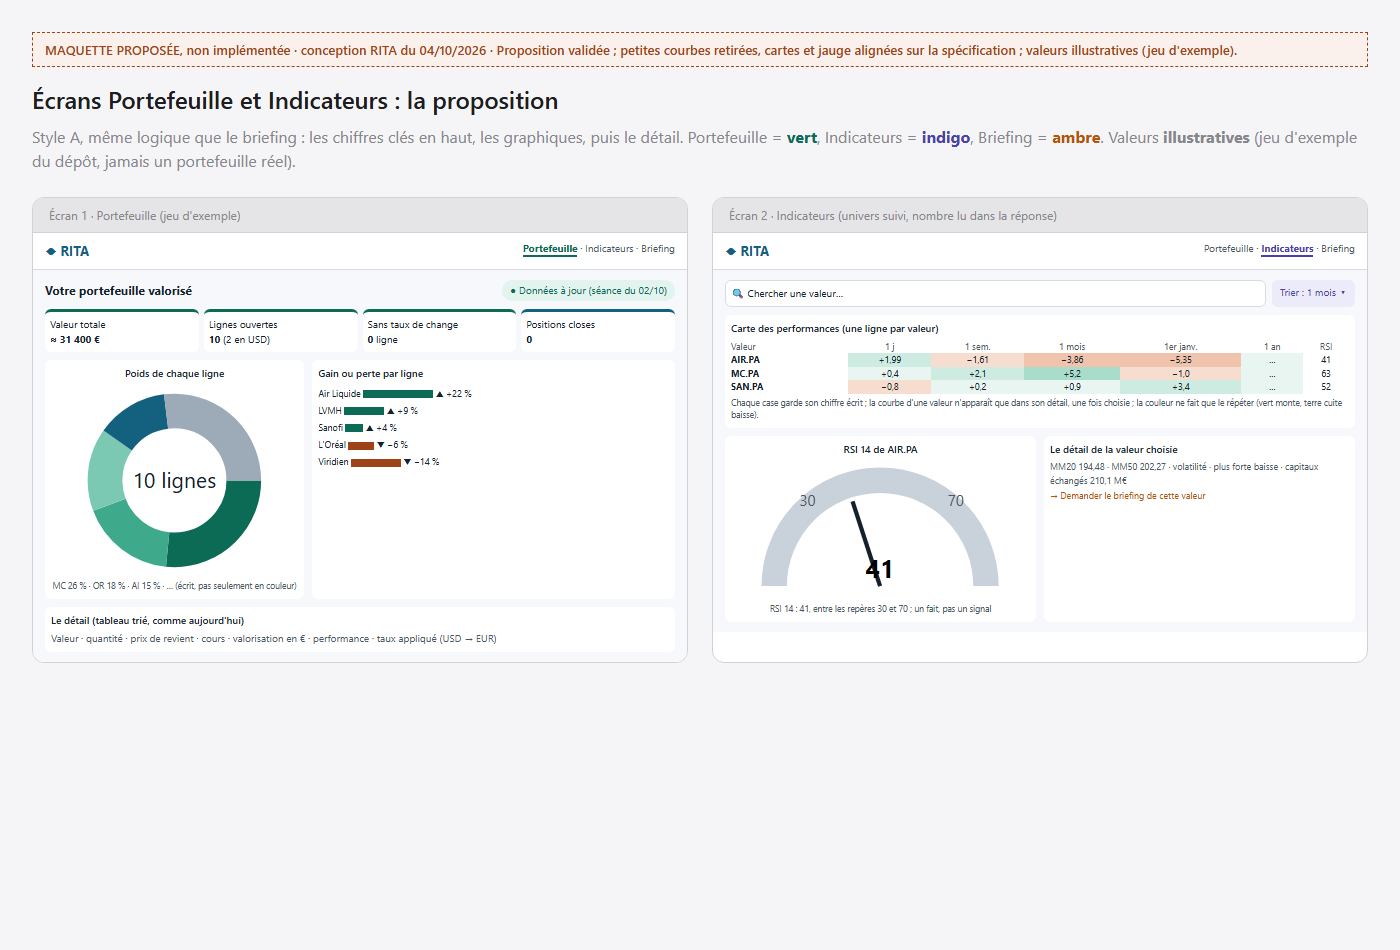 MAQUETTE PROPOSÉE, non implémentée · conception RITA du 04/10/2026 · Proposition validée ; petites courbes retirées, cartes et jauge alignées sur la spécification ; valeurs illustratives (jeu d'exemple).
Écrans Portefeuille et Indicateurs : la proposition
Style A, même logique que le briefing : les chiffres clés en haut, les graphiques, puis le détail. Portefeuille = vert, Indicateurs = indigo, Briefing = ambre. Valeurs illustratives (jeu d'exemple
du dépôt, jamais un portefeuille réel).
Écran 1 · Portefeuille (jeu d'exemple)
RITA
Portefeuille · Indicateurs · Briefing
Votre portefeuille valorisé
● Données à jour (séance du 02/10)
Valeur totale
≈ 31 400 €
Lignes ouvertes
10 (2 en USD)
Sans taux de change
0 ligne
Positions closes
0
Poids de chaque ligne
10 lignes
MC 26 % · OR 18 % · AI 15 % · … (écrit, pas seulement en couleur)
Gain ou perte par ligne
Air Liquide ▲ +22 %
LVMH ▲ +9 %
Sanofi ▲ +4 %
L'Oréal ▼ −6 %
Viridien ▼ −14 %
Le détail (tableau trié, comme aujourd'hui)
Valeur · quantité · prix de revient · cours · valorisation en € · performance · taux appliqué (USD → EUR)
Écran 2 · Indicateurs (univers suivi, nombre lu dans la réponse)
RITA
Portefeuille · Indicateurs · Briefing
🔍 Chercher une valeur…
Trier : 1 mois ▾
Carte des performances (une ligne par valeur)
Valeur 1 j 1 sem. 1 mois 1er janv. 1 an RSI
AIR.PA +1,99 −1,61 −3,86 −5,35 … 41
MC.PA +0,4 +2,1 +5,2 −1,0 … 63
SAN.PA −0,8 +0,2 +0,9 +3,4 … 52
Chaque case garde son chiffre écrit ; la courbe d'une valeur n'apparaît que dans son détail, une fois choisie ; la couleur ne fait que le répéter (vert monte, terre cuite
baisse).
RSI 14 de AIR.PA
30
70
41
RSI 14 : 41, entre les repères 30 et 70 ; un fait, pas un signal
Le détail de la valeur choisie
MM20 194,48 · MM50 202,27 · volatilité · plus forte baisse · capitaux
échangés 210,1 M€
→ Demander le briefing de cette valeur